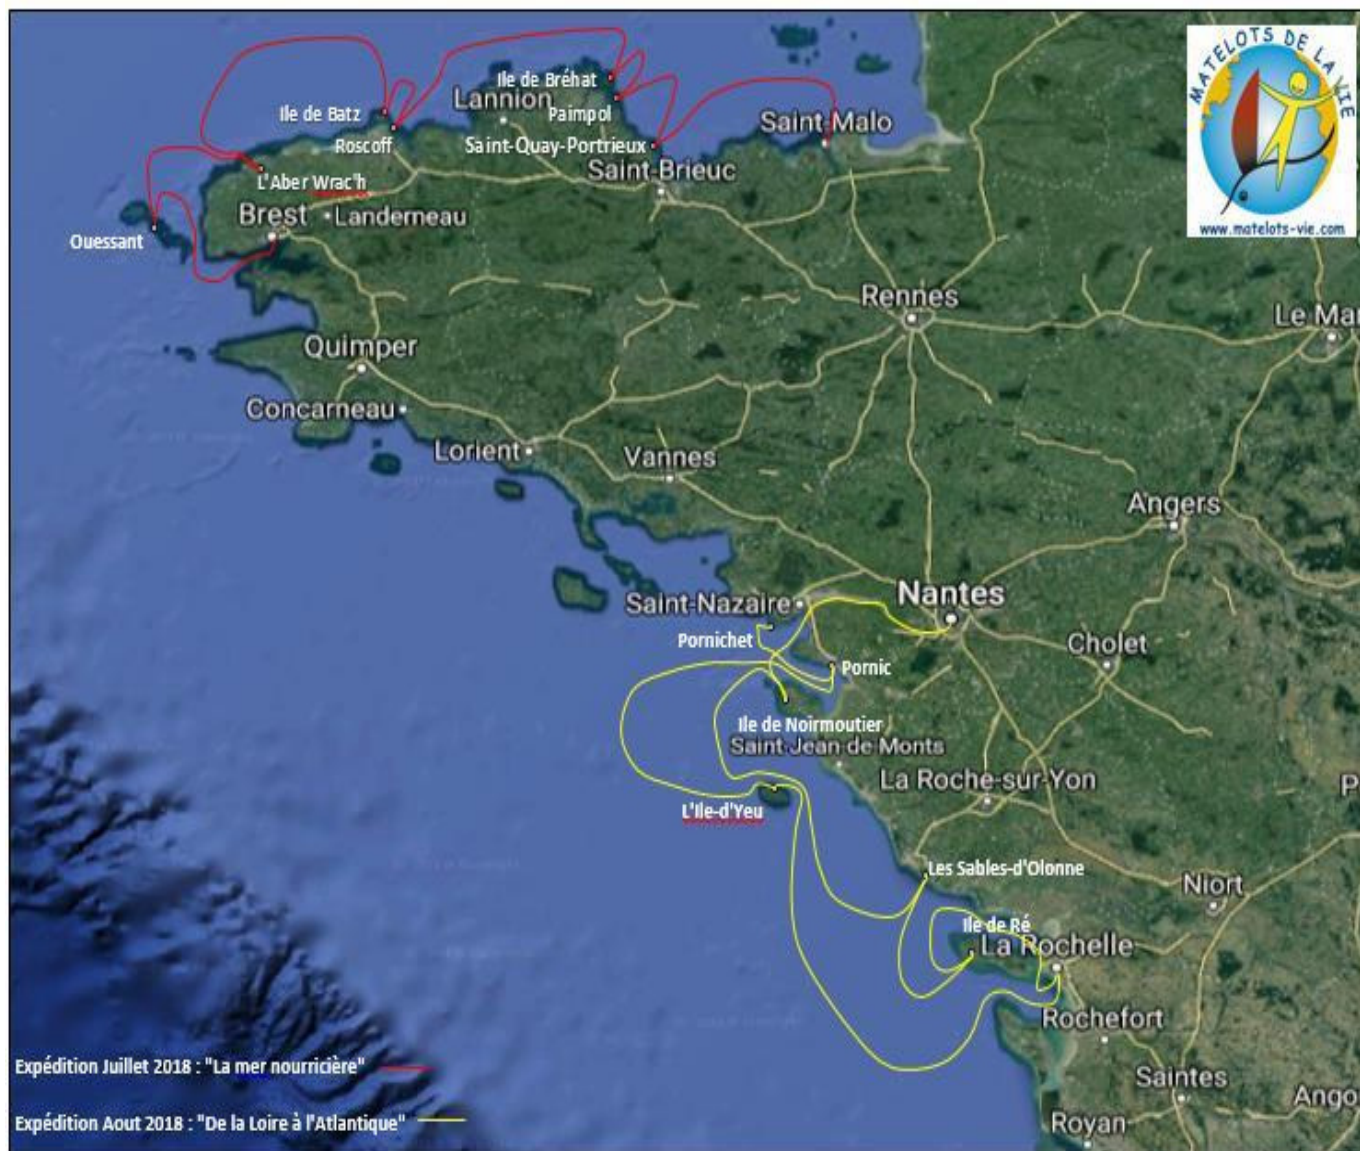 MATELOTS DE LA VIE
www.matelots-vie.com
Ile de Bréhat
Lannion
Ile de Batz
Paimpol
Saint-Malo
Roscoff
Saint-Quay-Portrieux
Saint-Brieuc
L'Aber Wrac'h
Brest
Landerneau
Ouessant
Rennes
Le Mar
Quimper
Concarneau
Lorient
Vannes
Angers
Nantes
Saint-Nazaire
Pornichet
Cholet
Pornic
Ile de Noirmoutier
Saint-Jean-de-Monts
La Roche-sur-Yon
P
L'Ile-d'Yeu
Les Sables-d'Olonne
Niort
Ile de Ré
La Rochelle
Rochefort
Expédition Juillet 2018 : "La mer nourricière"
Saintes
Ango
Expédition Aout 2018 : "De la Loire à l'Atlantique"
Royan